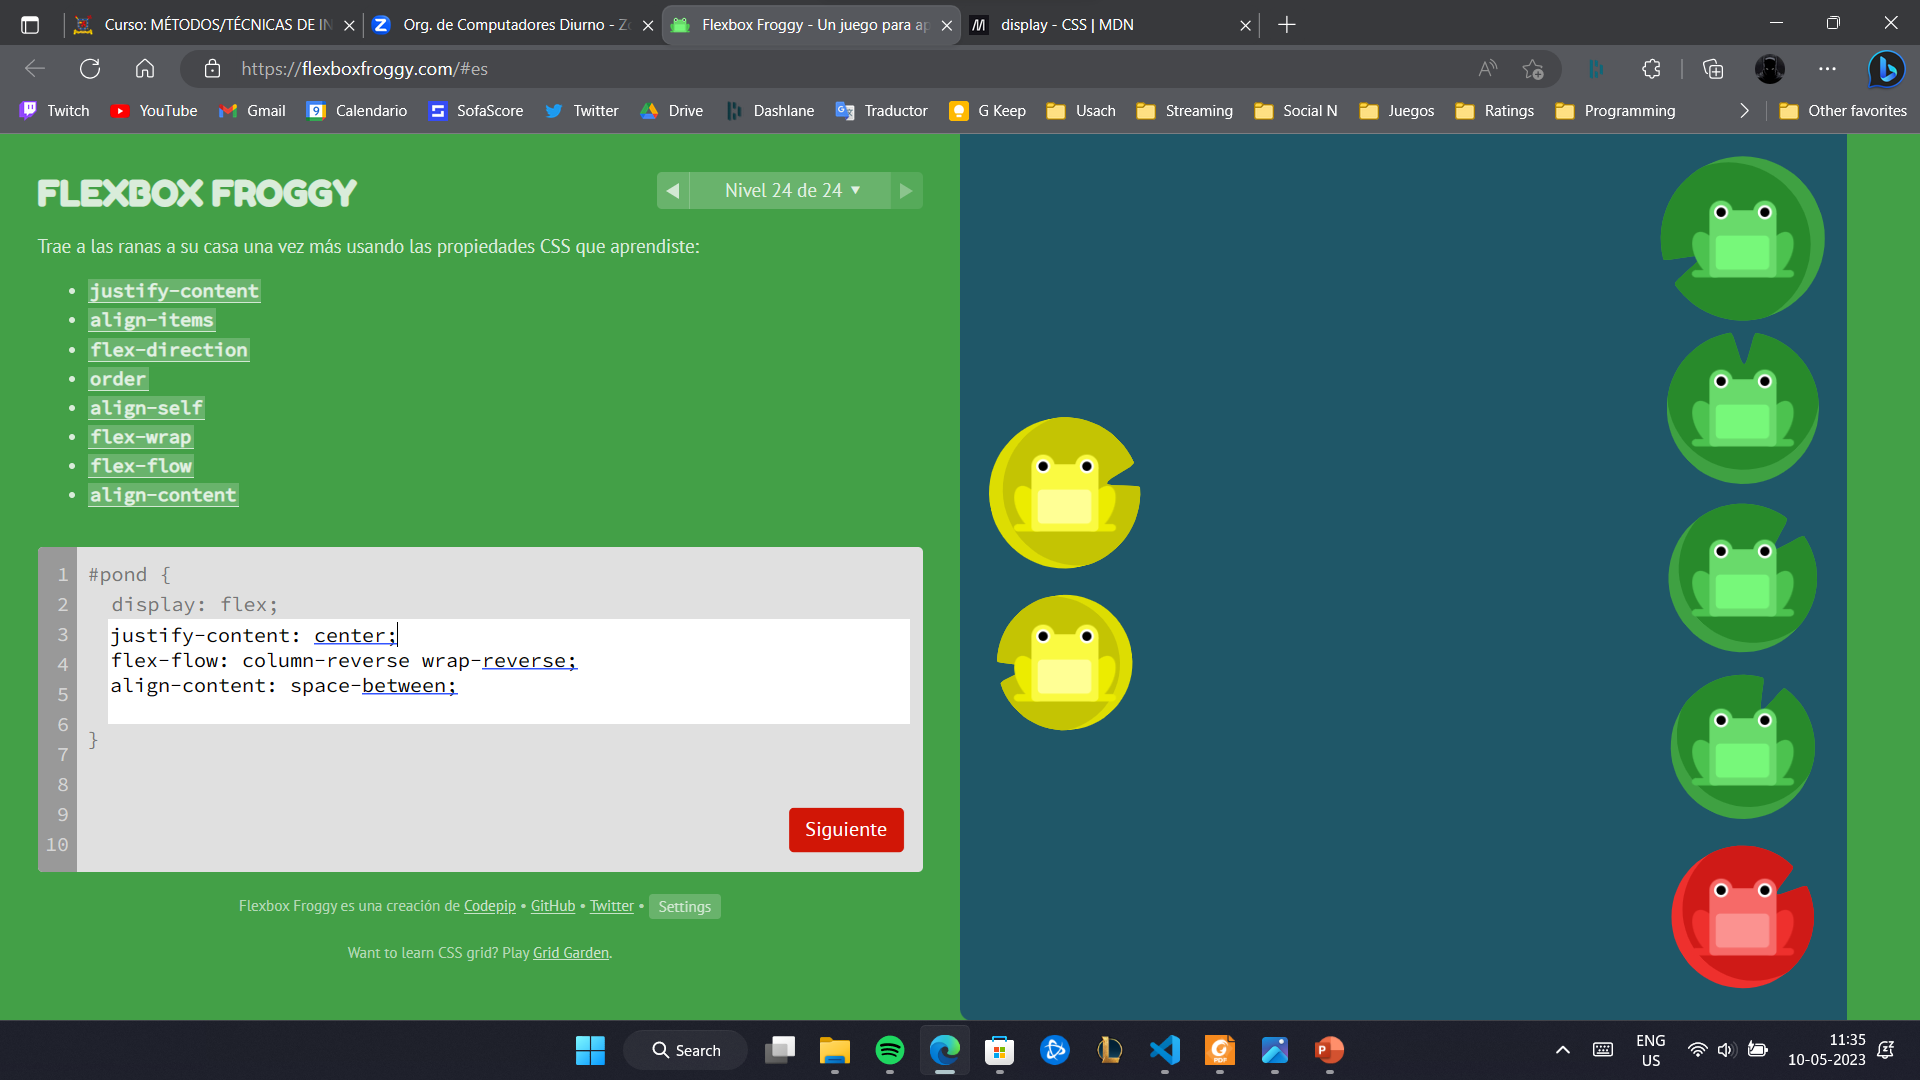 Curso: MÉTODOS/TÉCNICAS DE IN
Org. de Computadores Diurno - Zo
Flexbox Froggy - Un juego para ap
display - CSS | MDN
https://flexboxfroggy.com/#es
Twitch
YouTube
Gmail
Calendario
SofaScore
Twitter
Drive
Dashlane
Traductor
G Keep
Usach
Streaming
Social N
Juegos
Ratings
Programming
Other favorites
FLEXBOX FROGGY
Nivel 24 de 24 ▼
Trae a las ranas a su casa una vez más usando las propiedades CSS que aprendiste:
• justify-content
• align-items
• flex-direction
• order
• align-self
• flex-wrap
• flex-flow
• align-content
1
2
3
4
5
6
7
8
9
10
#pond {
display: flex;
justify-content: center;
flex-flow: column-reverse wrap-reverse;
align-content: space-between;
}
Siguiente
Flexbox Froggy es una creación de Codepip • GitHub • Twitter • Settings
Want to learn CSS grid? Play Grid Garden.
Search
ENG
US
11:35
10-05-2023